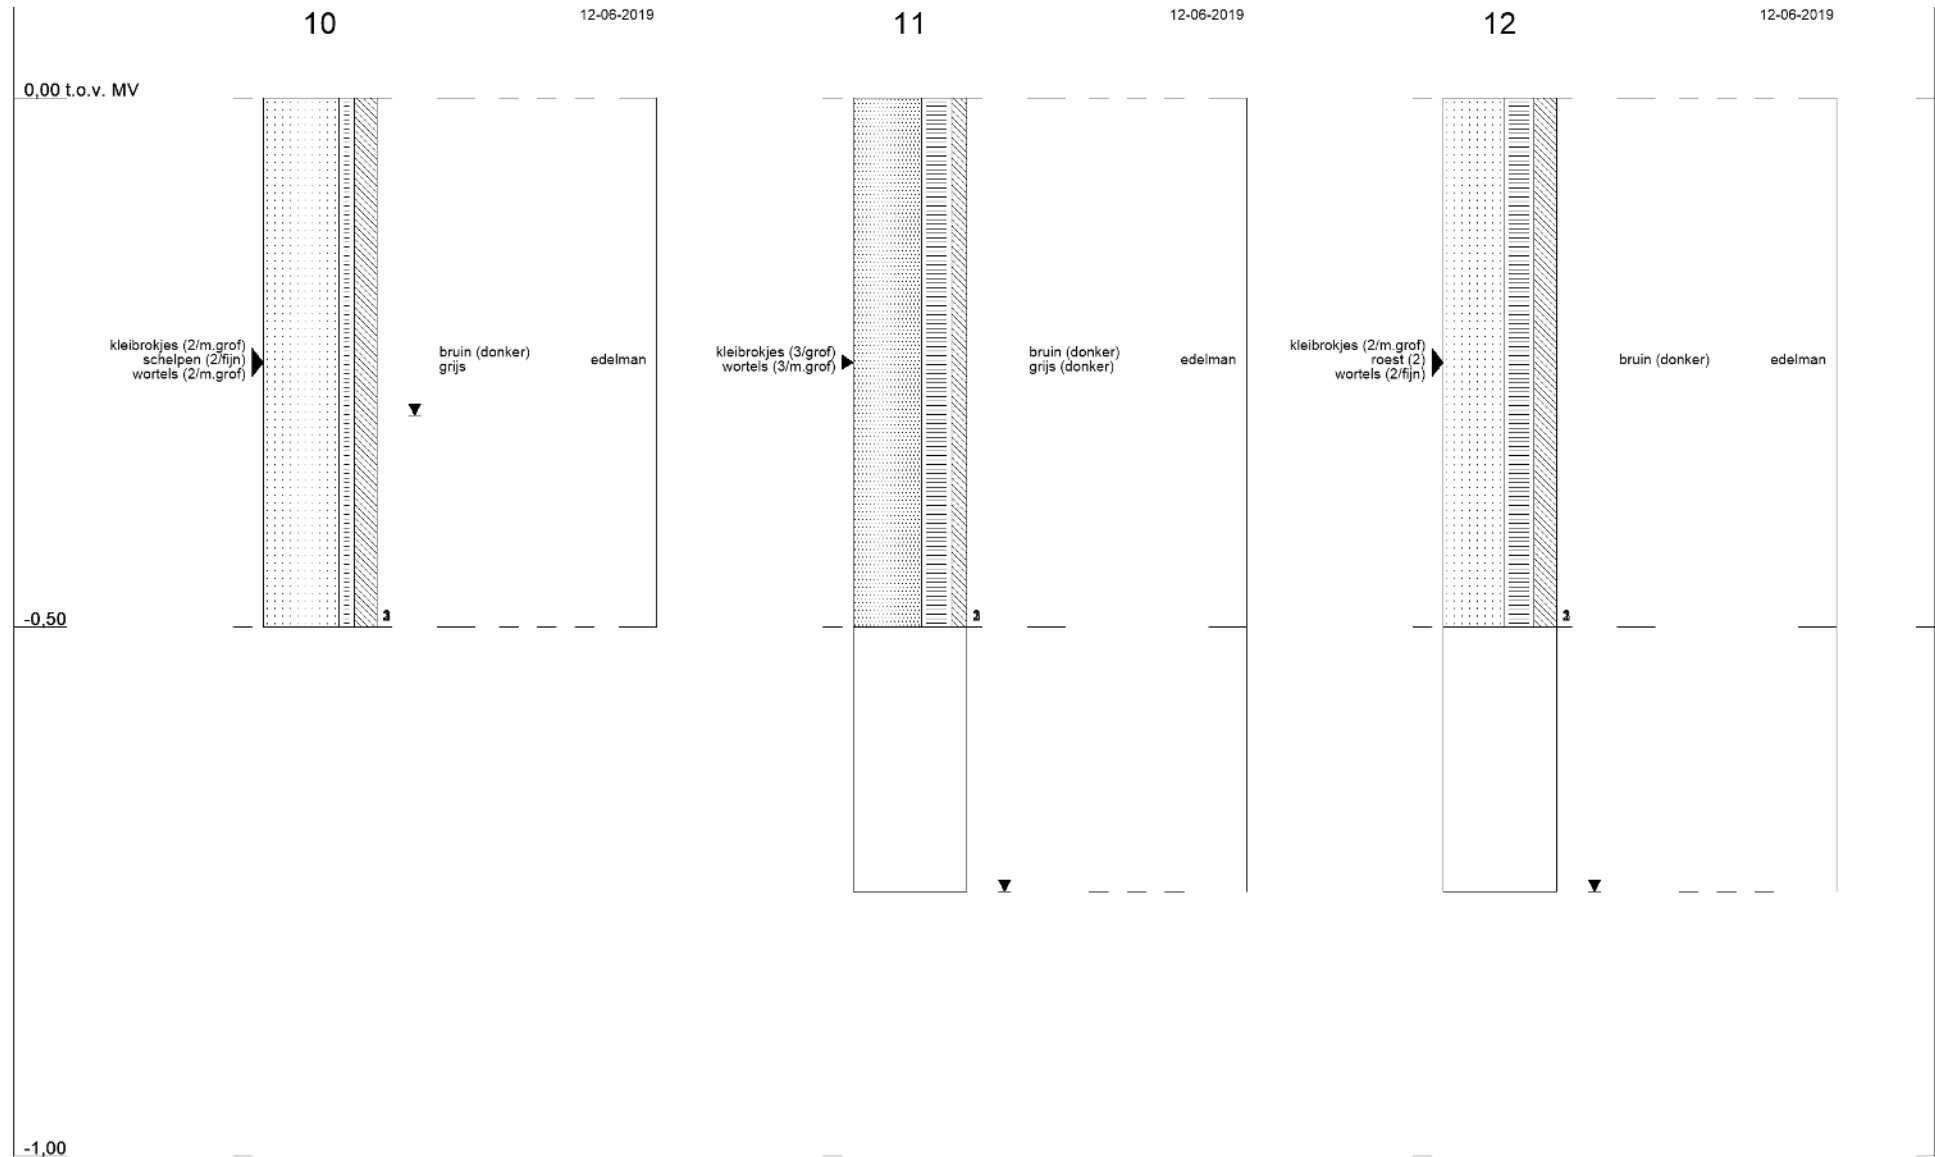 10
12-06-2019
11
12-06-2019
12
12-06-2019
0,00 t.o.v. MV
kleibrokjes (2/m.grof)
schelpen (2/fijn)
wortels (2/m.grof)
bruin (donker)
grijs
edelman
kleibrokjes (3/grof)
wortels (3/m.grof)
bruin (donker)
grijs (donker)
edelman
kleibrokjes (2/m.grof)
roest (2)
wortels (2/fijn)
bruin (donker)
edelman
-0,50
-1,00